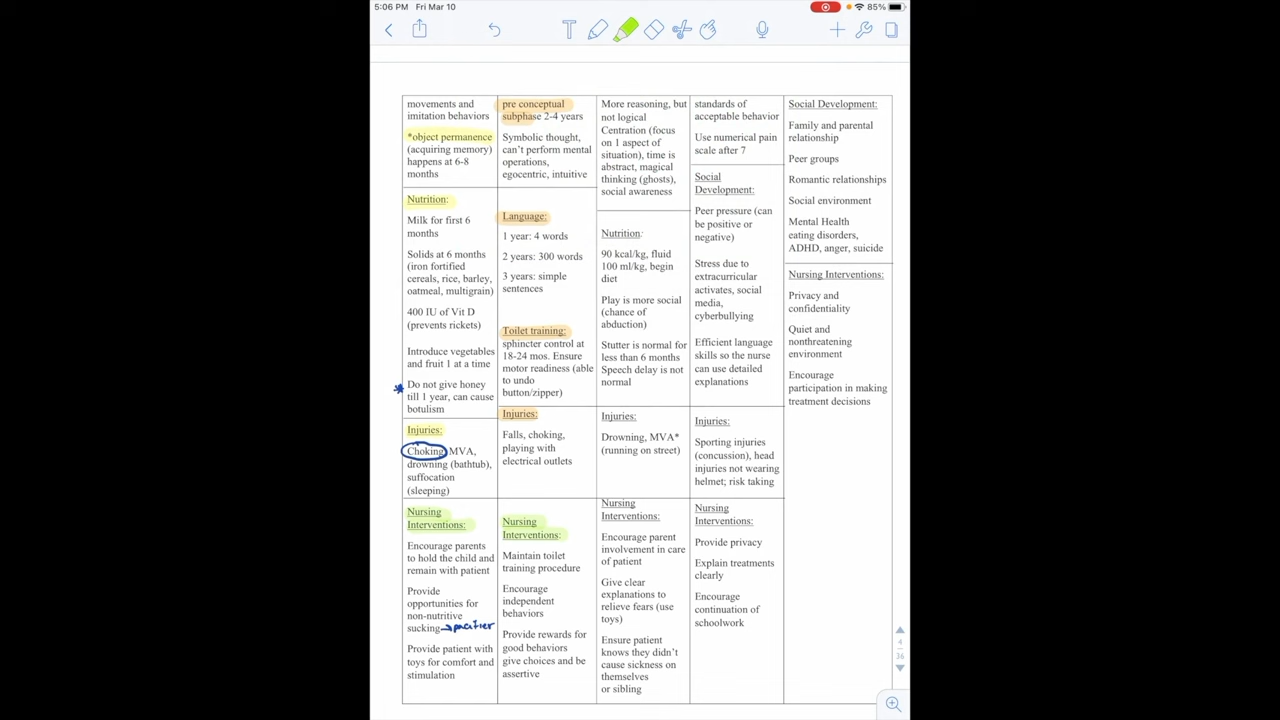 5:06 PM Fri Mar 10
85%
movements and
imitation behaviors
*object permanence
(acquiring memory)
happens at 6-8
months
Nutrition:
Milk for first 6
months
Solids at 6 months
(iron fortified
cereals, rice, barley,
oatmeal, multigrain)
400 IU of Vit D
(prevents rickets)
Introduce vegetables
and fruit 1 at a time
Do not give honey
till 1 year, can cause
botulism
Injuries:
Choking, MVA,
drowning (bathtub),
suffocation
(sleeping)
Nursing
Interventions:
Encourage parents
to hold the child and
remain with patient
Provide
opportunities for
non-nutritive
sucking → pacifier
Provide patient with
toys for comfort and
stimulation
pre conceptual
subphase 2-4 years
Symbolic thought,
can't perform mental
operations,
egocentric, intuitive
Language:
1 year: 4 words
2 years: 300 words
3 years: simple
sentences
Toilet training:
sphincter control at
18-24 mos. Ensure
motor readiness (able
to undo
button/zipper)
Injuries:
Falls, choking,
playing with
electrical outlets
Nursing
Interventions:
Maintain toilet
training procedure
Encourage
independent
behaviors
Provide rewards for
good behaviors
give choices and be
assertive
More reasoning, but
not logical
Centration (focus
on 1 aspect of
situation), time is
abstract, magical
thinking (ghosts),
social awareness
Nutrition:
90 kcal/kg, fluid
100 ml/kg, begin
diet
Play is more social
(chance of
abduction)
Stutter is normal for
less than 6 months
Speech delay is not
normal
Injuries:
Drowning, MVA*
(running on street)
Nursing
Interventions:
Encourage parent
involvement in care
of patient
Give clear
explanations to
relieve fears (use
toys)
Ensure patient
knows they didn't
cause sickness on
themselves
or sibling
standards of
acceptable behavior
Use numerical pain
scale after 7
Social
Development:
Peer pressure (can
be positive or
negative)
Stress due to
extracurricular
activates, social
media,
cyberbullying
Efficient language
skills so the nurse
can use detailed
explanations
Injuries:
Sporting injuries
(concussion), head
injuries not wearing
helmet; risk taking
Nursing
Interventions:
Provide privacy
Explain treatments
clearly
Encourage
continuation of
schoolwork
Social Development:
Family and parental
relationship
Peer groups
Romantic relationships
Social environment
Mental Health
eating disorders,
ADHD, anger, suicide
Nursing Interventions:
Privacy and
confidentiality
Quiet and
nonthreatening
environment
Encourage
participation in making
treatment decisions
4
36